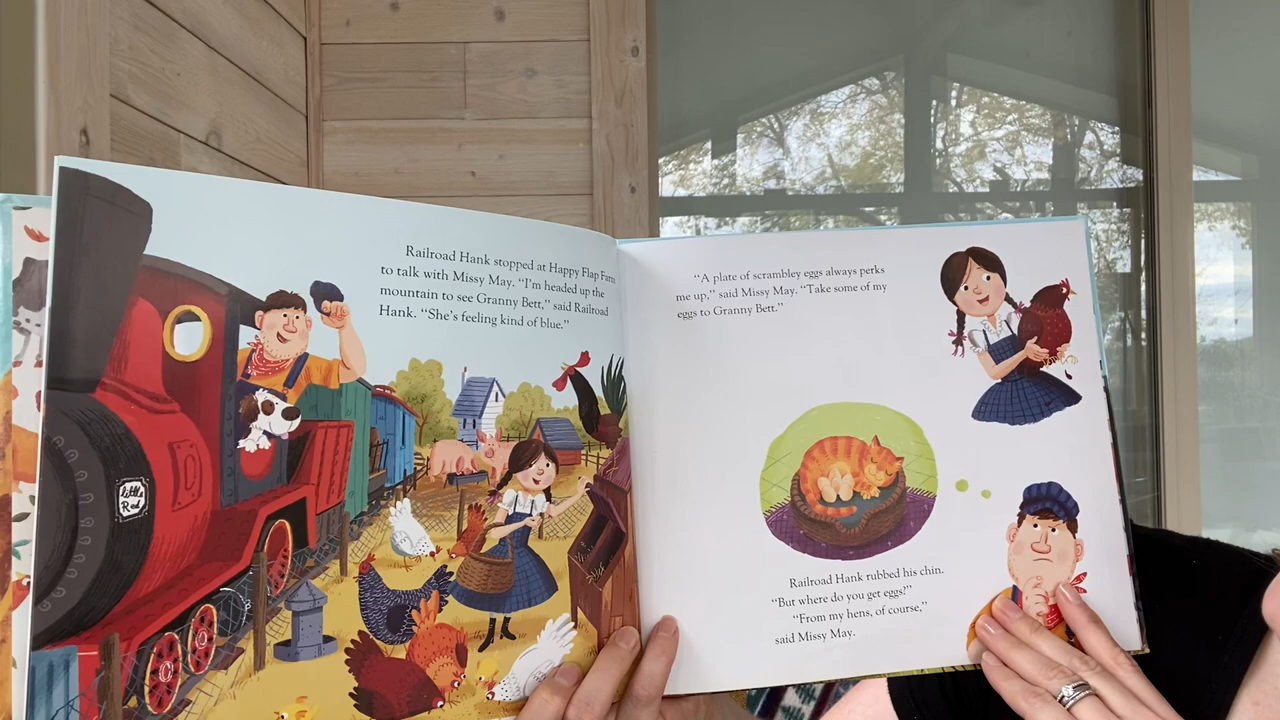 Railroad Hank stopped at Happy Flap Farm
to talk with Missy May. “I’m headed up the
mountain to see Granny Bett,” said Railroad
Hank. “She’s feeling kind of blue.”
little
Red
“A plate of scrambley eggs always perks
me up,” said Missy May. “Take some of my
eggs to Granny Bett.”
Railroad Hank rubbed his chin.
“But where do you get eggs?”
“From my hens, of course,”
said Missy May.